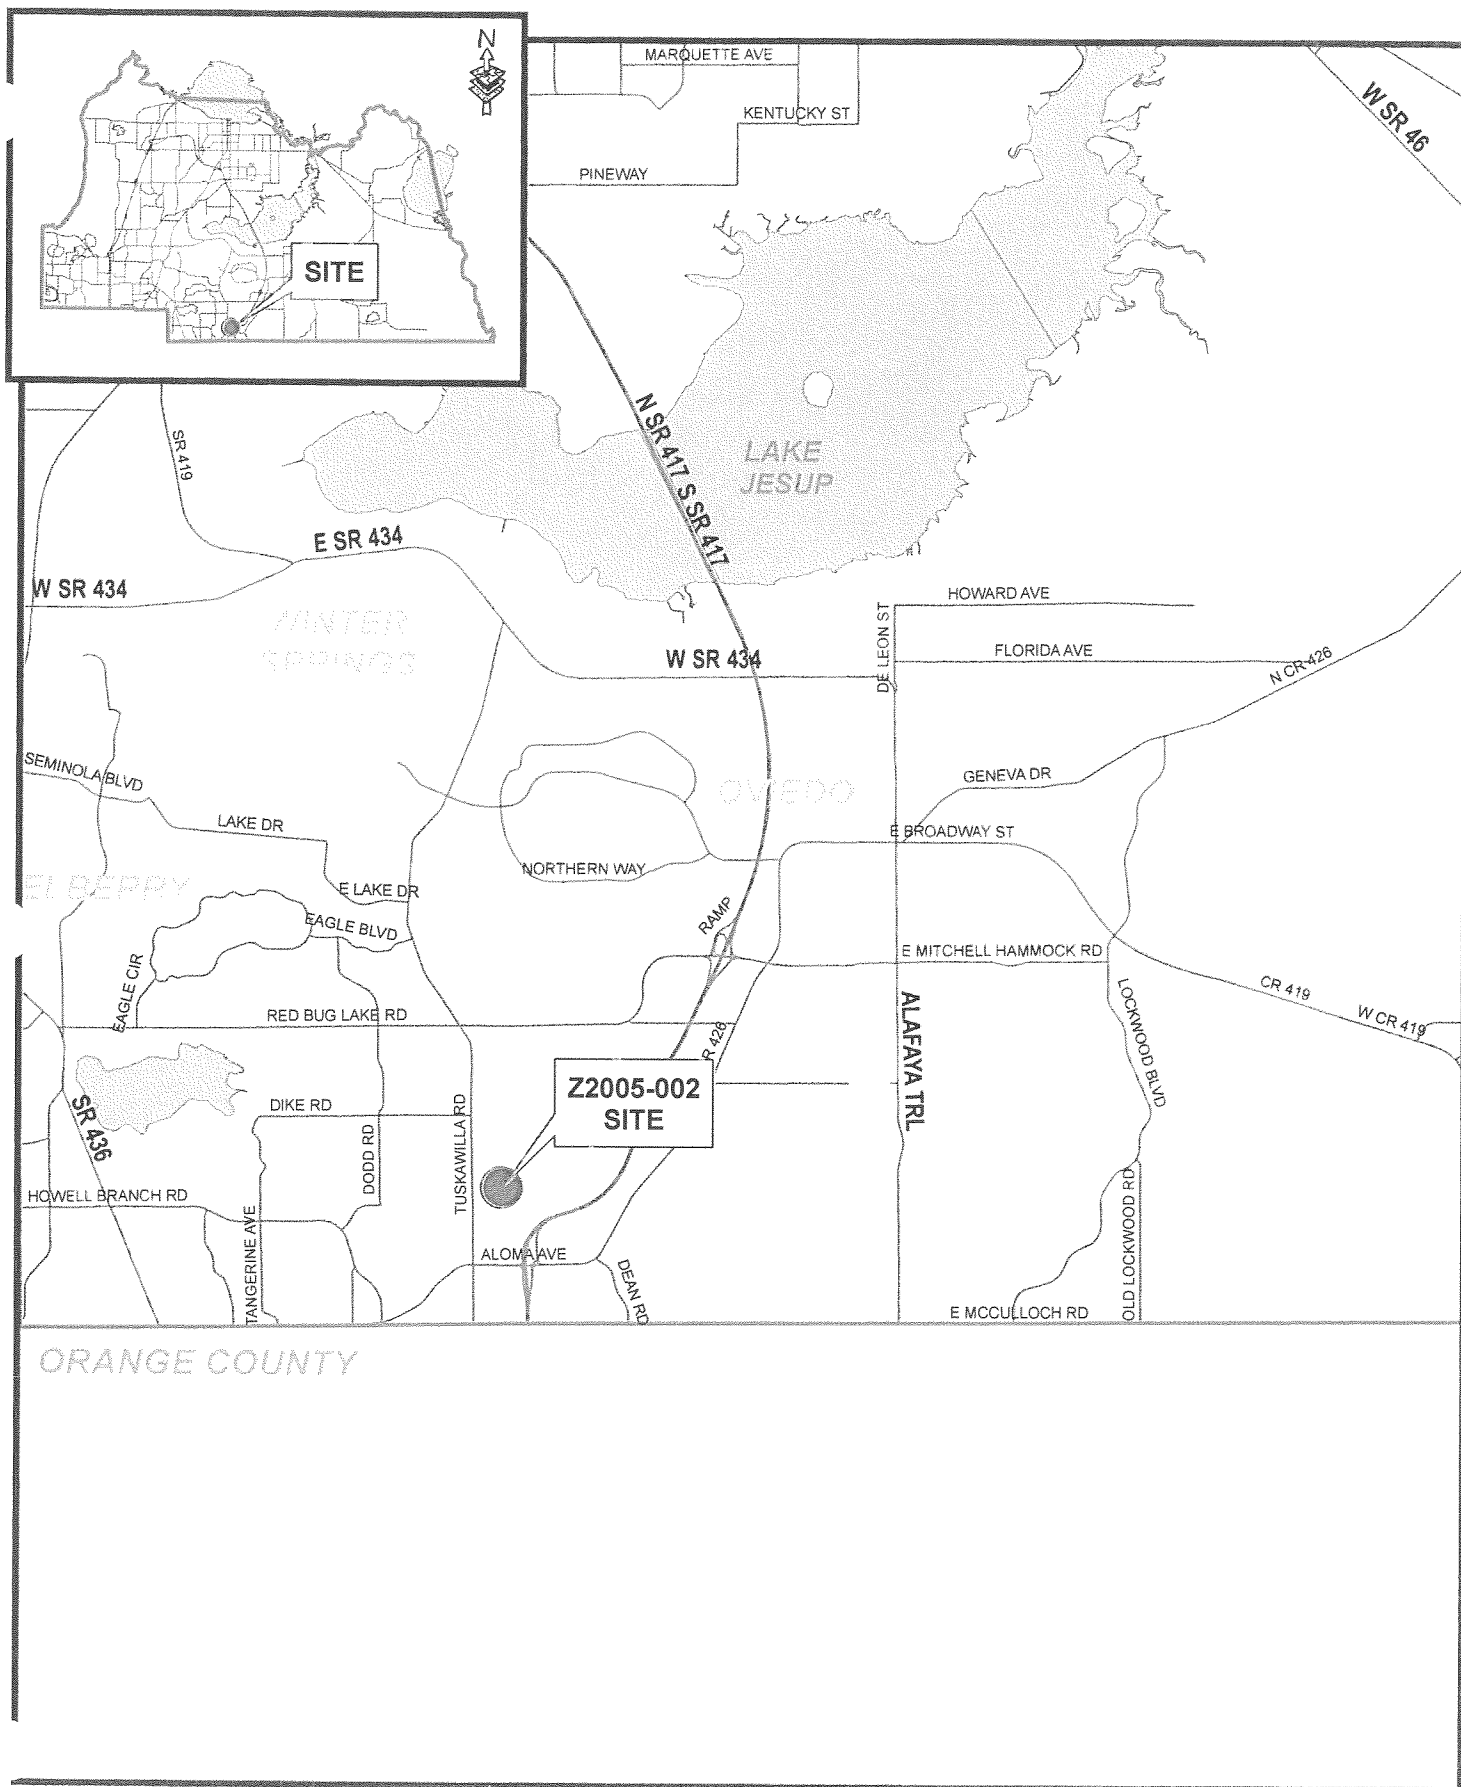 N
SITE
MARQUETTE AVE
KENTUCKY ST
PINEWAY
W SR 46
SR 419
N SR 417 S SR 417
LAKE
JESUP
E SR 434
W SR 434
WINTER
SPRINGS
W SR 434
DE LEON ST
HOWARD AVE
FLORIDA AVE
N CR 426
SEMINOLA BLVD
LAKE DR
OVIEDO
GENEVA DR
E BROADWAY ST
NORTHERN WAY
ELBERRY
E LAKE DR
EAGLE BLVD
RAMP
E MITCHELL HAMMOCK RD
EAGLE CIR
RED BUG LAKE RD
R 426
ALAFAYA TRL
LOCKWOOD BLVD
CR 419
W CR 419
Z2005-002
SITE
SR 436
DIKE RD
DODD RD
TUSKAWILLA RD
HOWELL BRANCH RD
TANGERINE AVE
ALOMA AVE
DEAN RD
OLD LOCKWOOD RD
E MCCULLOCH RD
ORANGE COUNTY